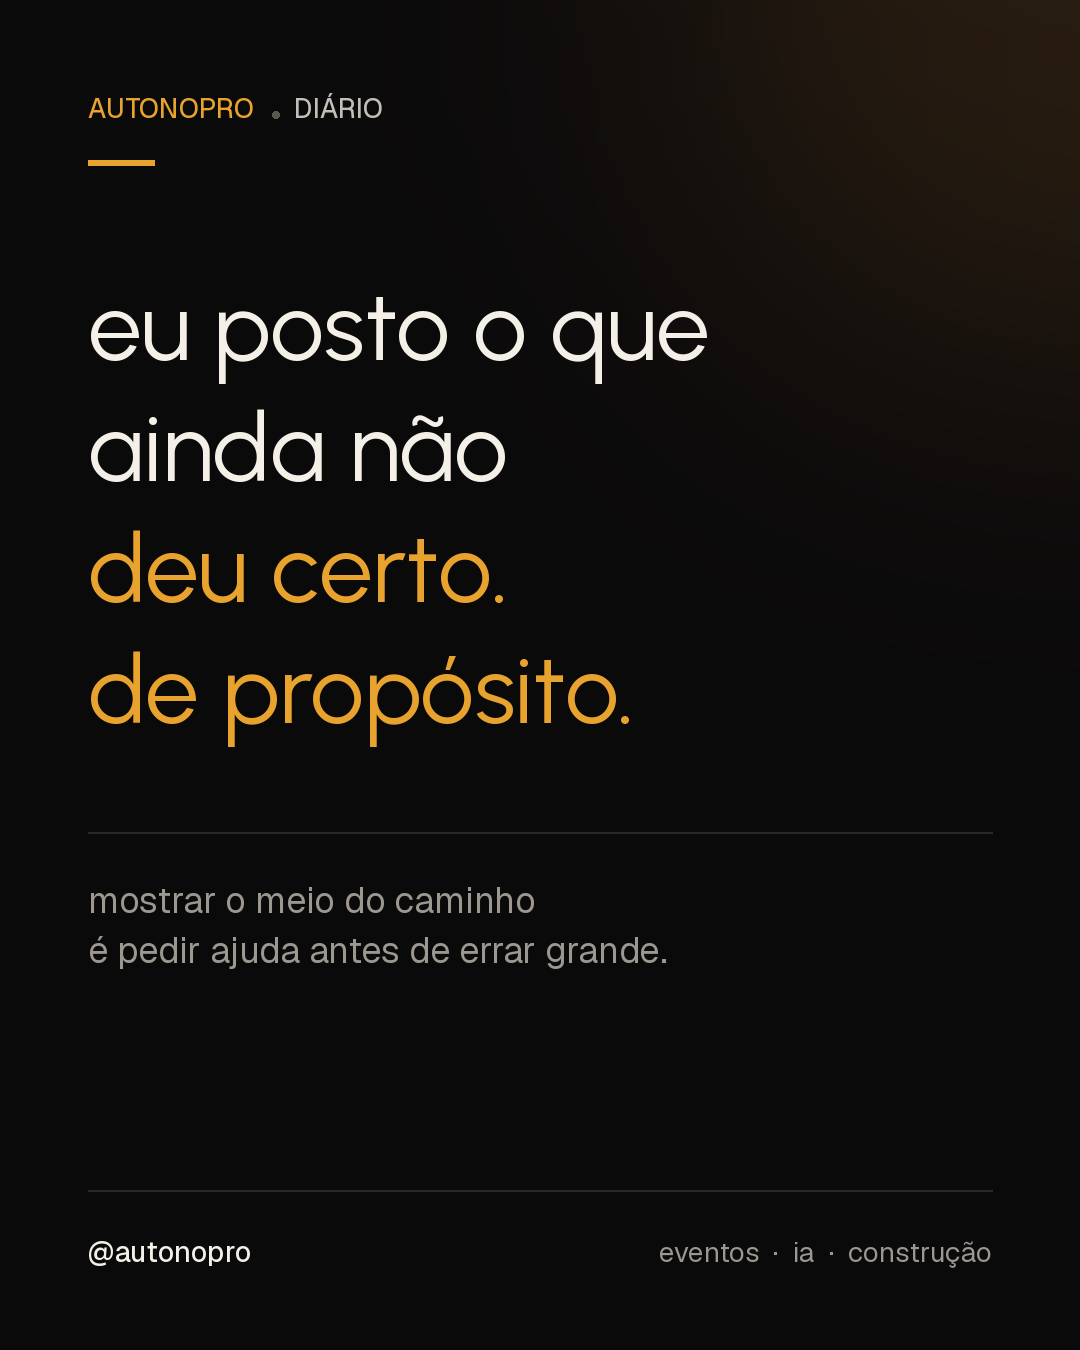 AUTONOPRO . DIÁRIO
eu posto o que
ainda não
deu certo.
de propósito.
mostrar o meio do caminho
é pedir ajuda antes de errar grande.
@autonopro
eventos · ia · construção